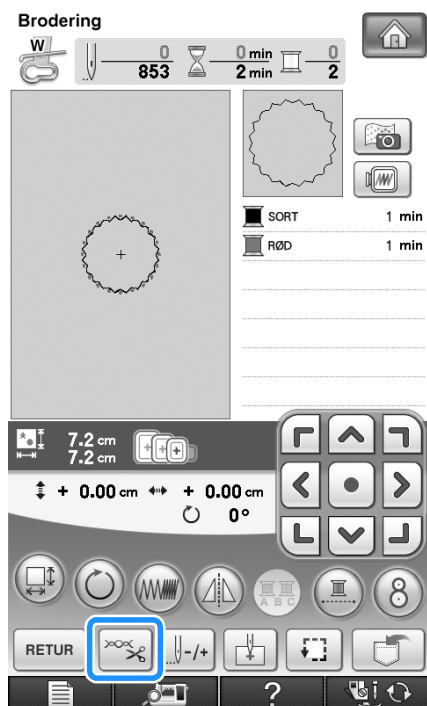 Brodering
W
0 0 min 0
853 2 min 2
SORT 1 min
RØD 1 min
7.2 cm
7.2 cm
+ 0.00 cm + 0.00 cm
0°
A B C
8
RETUR -/+
?